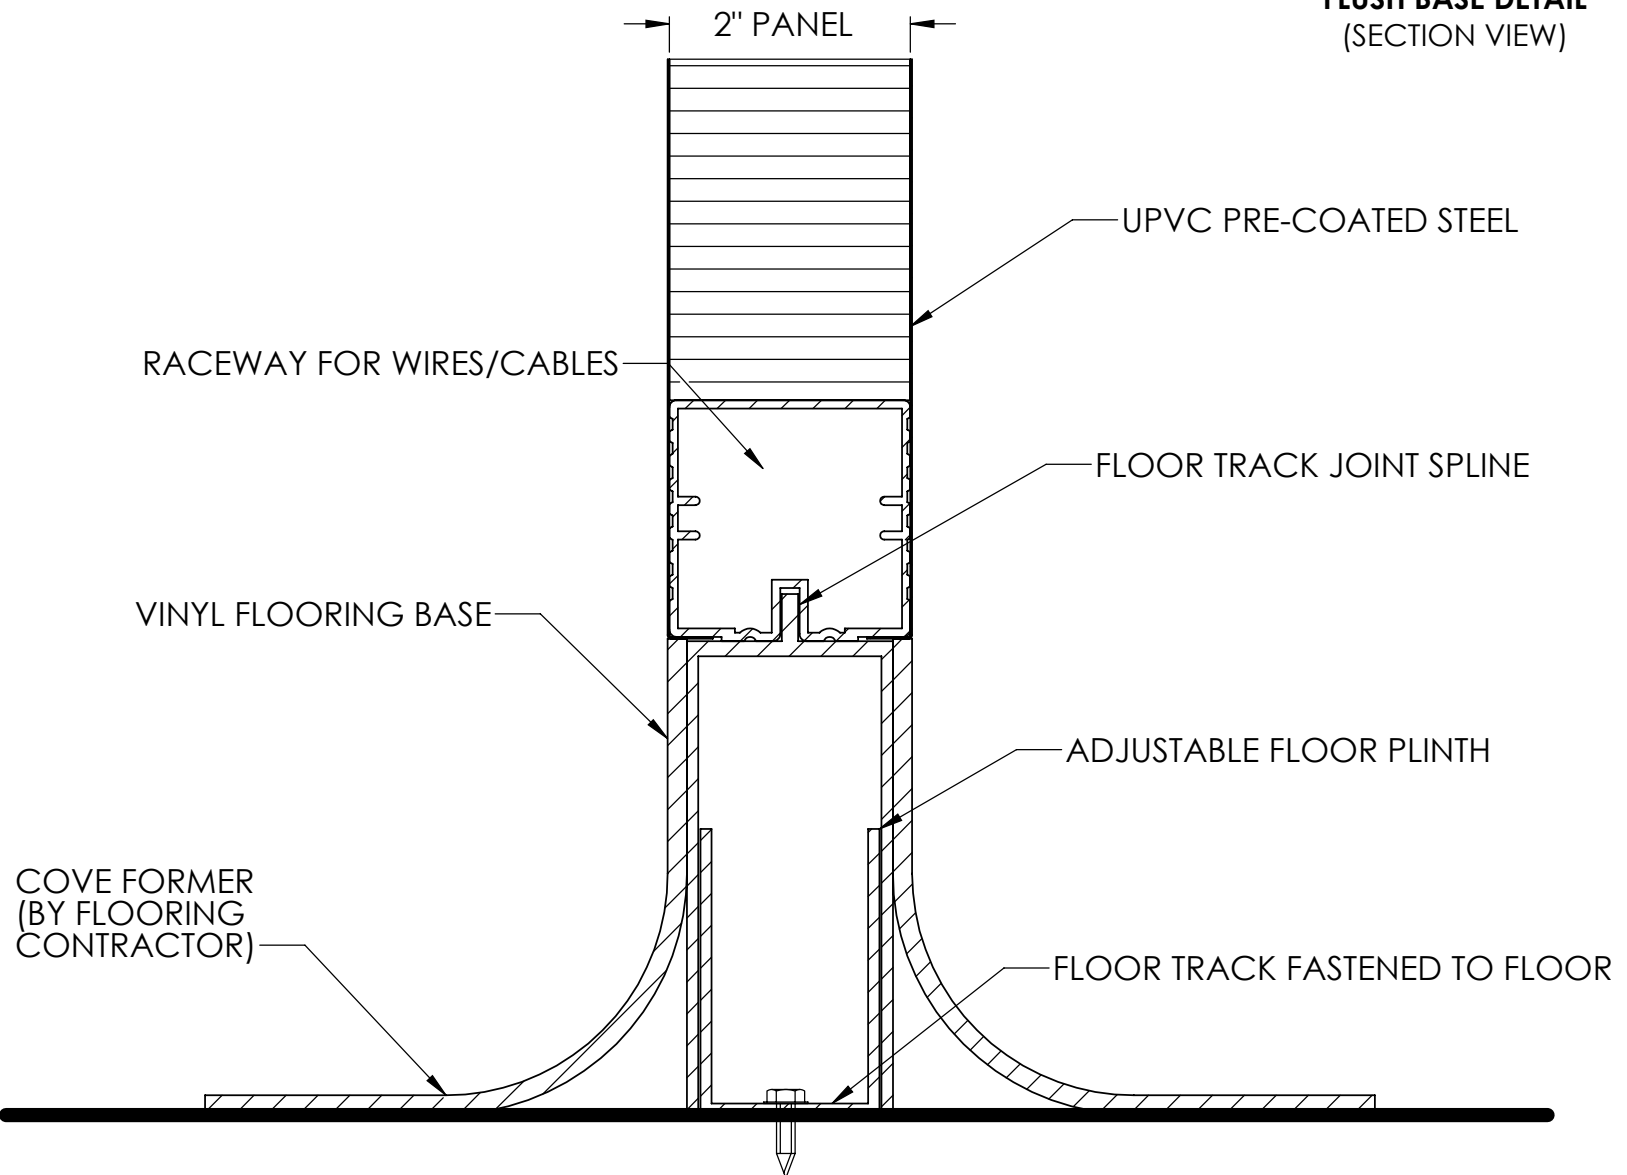 FLUSH BASE DETAIL
(SECTION VIEW)
2" PANEL
UPVC PRE-COATED STEEL
RACEWAY FOR WIRES/CABLES
FLOOR TRACK JOINT SPLINE
VINYL FLOORING BASE
ADJUSTABLE FLOOR PLINTH
COVE FORMER
(BY FLOORING
CONTRACTOR)
FLOOR TRACK FASTENED TO FLOOR